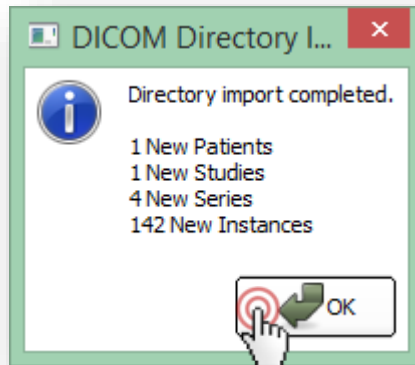 DICOM Directory I...
Directory import completed.
1 New Patients
1 New Studies
4 New Series
142 New Instances
OK